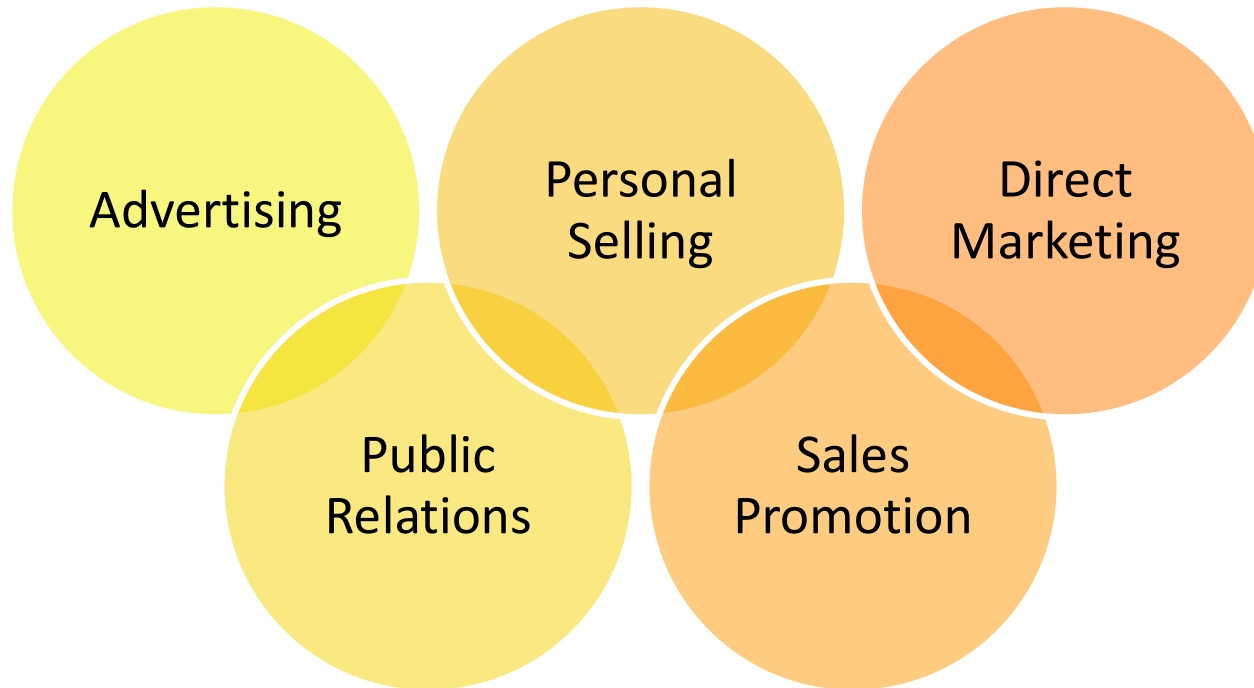 Advertising
Personal
Selling
Direct
Marketing
Public
Relations
Sales
Promotion